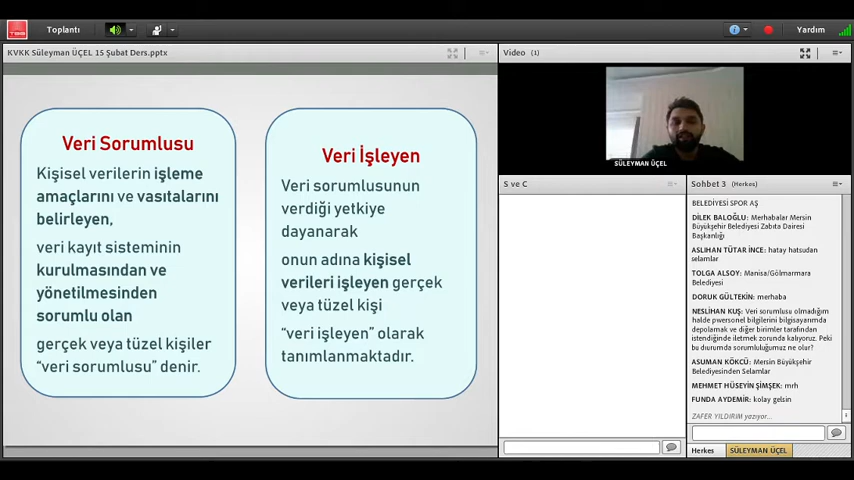 TBB
Toplantı
Yardım
KVKK Süleyman ÜÇEL 15 Şubat Ders.pptx
Veri Sorumlusu
Kişisel verilerin işleme
amaçlarını ve vasıtalarını
belirleyen,
veri kayıt sisteminin
kurulmasından ve
yönetilmesinden
sorumlu olan
gerçek veya tüzel kişiler
“veri sorumlusu” denir.
Veri İşleyen
Veri sorumlusunun
verdiği yetkiye
dayanarak
onun adına kişisel
verileri işleyen gerçek
veya tüzel kişi
“veri işleyen” olarak
tanımlanmaktadır.
Video (1)
SÜLEYMAN ÜÇEL
S ve C
Sohbet 3 (Herkes)
BELEDİYESİ SPOR AŞ
DİLEK BALOĞLU: Merhabalar Mersin
Büyükşehir Belediyesi Zabıta Dairesi
Başkanlığı
ASLIHAN TÜTAR İNCE: hatay hatsudan
selamlar
TOLGA ALSOY: Manisa/Gölmarmara
Belediyesi
DORUK GÜLTEKİN: merhaba
NESLİHAN KUŞ: Veri sorumlusu olmadığım
halde pwersonel bilgilerini bilgisayarımda
depolamak ve diğer birimler tarafından
istendiğinde iletmek zorunda kalıyoruz. Peki
bu dıurumda sorumluluğumuz ne olur?
ASUMAN KÖKCÜ: Mersin Büyükşehir
Belediyesinden Selamlar
MEHMET HÜSEYİN ŞİMŞEK: mrh
FUNDA AYDEMİR: kolay gelsin
ZAFER YILDIRIM yazıyor...
Herkes
SÜLEYMAN ÜÇEL